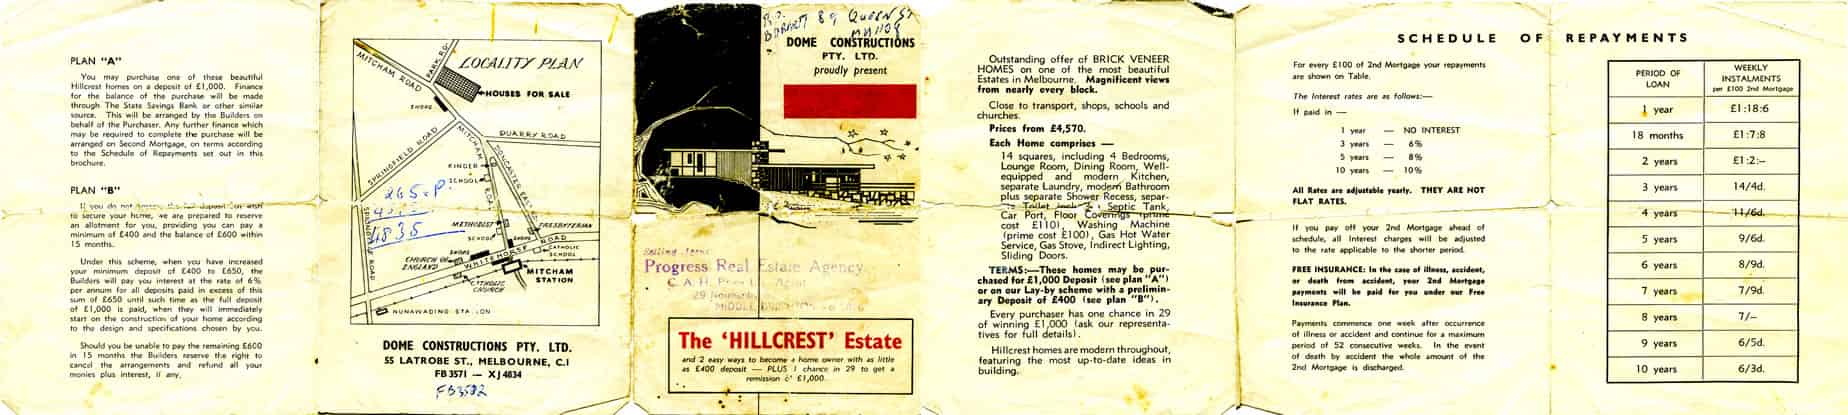 PLAN "A"
You may purchase one of these beautiful
Hillcrest homes on a deposit of £1,000. Finance
for the balance of the purchase will be made
through The State Savings Bank or other similar
source. This will be arranged by the Builders on
behalf of the Purchaser. Any further finance which
may be required to complete the purchase will be
arranged on Second Mortgage, on terms according
to the Schedule of Repayments set out in this
brochure.
PLAN "B"
If you do not the full deposit wish
to secure your home, we are prepared to reserve
an allotment for you, providing you can pay a
minimum of £400 and the balance of £600 within
15 months.
Under this scheme, when you have increased
your minimum deposit of £400 to £650, the
Builders will pay you interest at the rate of 6%
per annum for all deposits paid in excess of this
sum of £650 until such time as the full deposit
of £1,000 is paid, when they will immediately
start on the construction of your home according
to the design and specifications chosen by you.
Should you be unable to pay the remaining £600
in 15 months the Builders reserve the right to
cancel the arrangements and refund all your
monies plus interest, if any.
LOCALITY PLAN
MITCHAM ROAD
PARK RD.
HOUSES FOR SALE
SHOPS
QUARRY ROAD
SPRINGFIELD ROAD
MITCHAM RD.
DONCASTER EAST ROAD
KINDER
SCHOOL
265. P.
4835
SPRINGVALE ROAD
METHODIST
PRESBYTERIAN
SCHOOL
SHOPS
SHOPS
WHITEHORSE ROAD
CATHOLIC
SCHOOL
CHURCH OF
ENGLAND
MITCHAM
STATION
CATHOLIC
CHURCH
NUNAWADING STATION
DOME CONSTRUCTIONS PTY. LTD.
55 LATROBE ST., MELBOURNE, C.1
FB 3571 — XJ 4834
FB3582
89 QUEEN ST
DOME CONSTRUCTIONS
PTY. LTD.
proudly present
Selling Agents
Progress Real Estate Agency
C. A. H.
29
MIDDLE
The 'HILLCREST' Estate
and 2 easy ways to become a home owner with as little
as £400 deposit — PLUS 1 chance in 29 to get a
remission of £1,000.
Outstanding offer of BRICK VENEER
HOMES on one of the most beautiful
Estates in Melbourne. Magnificent views
from nearly every block.
Close to transport, shops, schools and
churches.
Prices from £4,570.
Each Home comprises —
14 squares, including 4 Bedrooms,
Lounge Room, Dining Room, Well-
equipped and modern Kitchen,
separate Laundry, modern Bathroom
plus separate Shower Recess, separ-
Toilet Septic Tank,
Car Port, Floor Coverings (prime
cost £110), Washing Machine
(prime cost £100), Gas Hot Water
Service, Gas Stove, Indirect Lighting,
Sliding Doors.
TERMS:—These homes may be pur-
chased for £1,000 Deposit (see plan "A")
or on our Lay-by scheme with a prelimin-
ary Deposit of £400 (see plan "B").
Every purchaser has one chance in 29
of winning £1,000 (ask our representa-
tives for full details).
Hillcrest homes are modern throughout,
featuring the most up-to-date ideas in
building.
SCHEDULE OF REPAYMENTS
For every £100 of 2nd Mortgage your repayments
are shown on Table.
The Interest rates are as follows:—
If paid in —
1 year — NO INTEREST
3 years — 6%
5 years — 8%
10 years — 10%
All Rates are adjustable yearly. THEY ARE NOT
FLAT RATES.
If you pay off your 2nd Mortgage ahead of
schedule, all Interest charges will be adjusted
to the rate applicable to the shorter period.
FREE INSURANCE: In the case of illness, accident,
or death from accident, your 2nd Mortgage
payments will be paid for you under our Free
Insurance Plan.
Payments commence one week after occurrence
of illness or accident and continue for a maximum
period of 52 consecutive weeks. In the event
of death by accident the whole amount of the
2nd Mortgage is discharged.
PERIOD OF LOAN WEEKLY INSTALMENTS per £100 2nd Mortgage
1 year £1:18:6
18 months £1:7:8
2 years £1:2:–
3 years 14/4d.
4 years 11/6d.
5 years 9/6d.
6 years 8/9d.
7 years 7/9d.
8 years 7/–
9 years 6/5d.
10 years 6/3d.